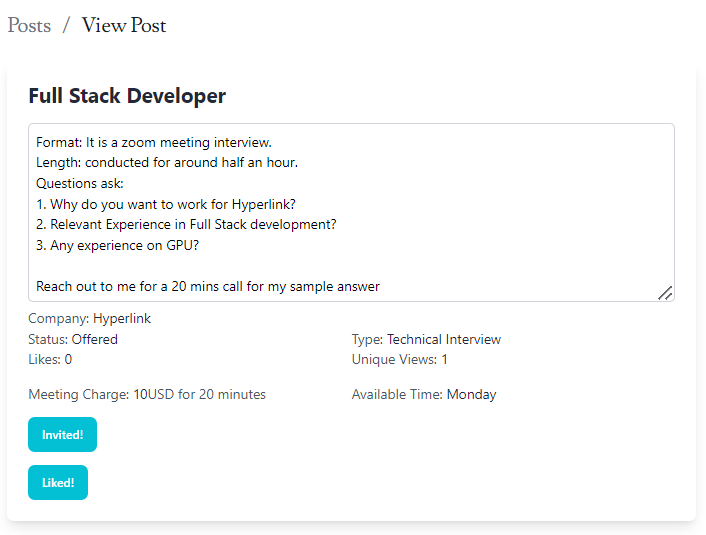 Posts / View Post
Full Stack Developer
Format: It is a zoom meeting interview.
Length: conducted for around half an hour.
Questions ask:
1. Why do you want to work for Hyperlink?
2. Relevant Experience in Full Stack development?
3. Any experience on GPU?
Reach out to me for a 20 mins call for my sample answer
Company: Hyperlink
Status: Offered Type: Technical Interview
Likes: 0 Unique Views: 1
Meeting Charge: 10USD for 20 minutes Available Time: Monday
Invited!
Liked!